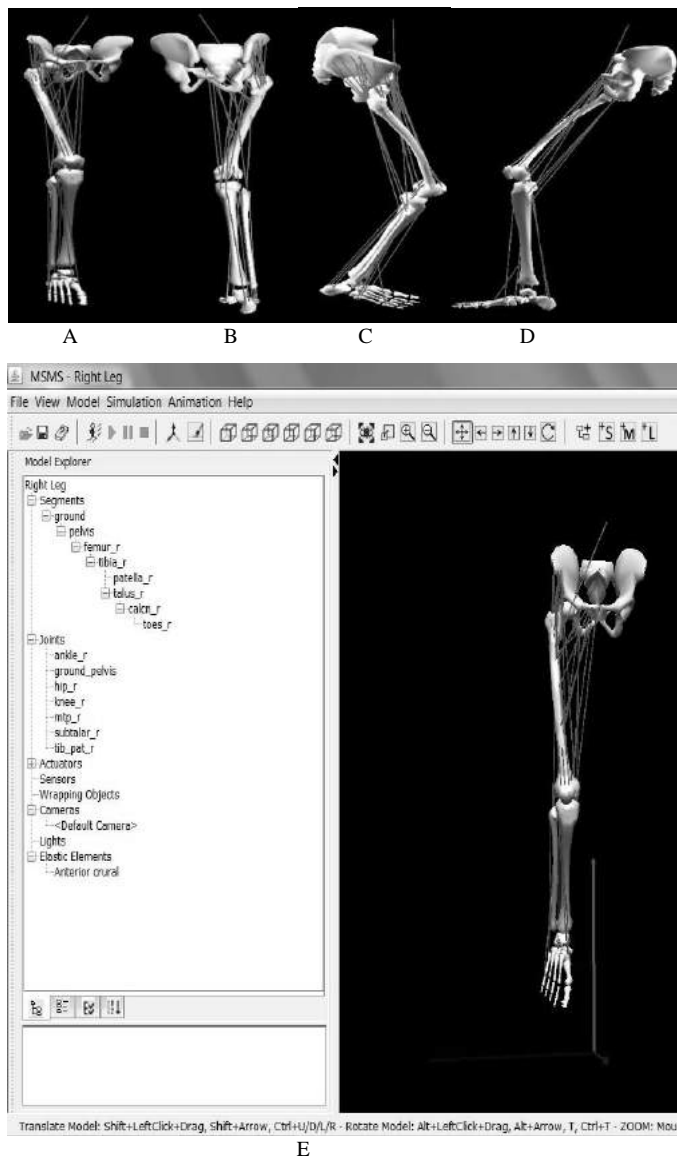 A B C D
MSMS - Right Leg
File View Model Simulation Animation Help
S M L
Model Explorer
Right Leg
Segments
ground
pelvis
femur_r
tibia_r
patella_r
talus_r
calcn_r
toes_r
Joints
ankle_r
ground_pelvis
hip_r
knee_r
mtp_r
subtalar_r
tib_pat_r
Actuators
Sensors
Wrapping Objects
Cameras
<Default Camera>
Lights
Elastic Elements
Anterior crural
Translate Model: Shift+LeftClick+Drag, Shift+Arrow, Ctrl+U/D/L/R - Rotate Model: Alt+LeftClick+Drag, Alt+Arrow, T, Ctrl+T - ZOOM: Mou
E